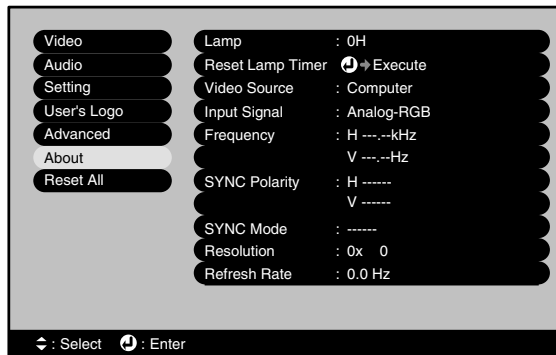 Video
Audio
Setting
User's Logo
Advanced
About
Reset All
Lamp : 0H
Reset Lamp Timer Execute
Video Source : Computer
Input Signal : Analog-RGB
Frequency : H ---.--kHz
V ---.--Hz
SYNC Polarity : H ------
V ------
SYNC Mode : ------
Resolution : 0x 0
Refresh Rate : 0.0 Hz
: Select : Enter